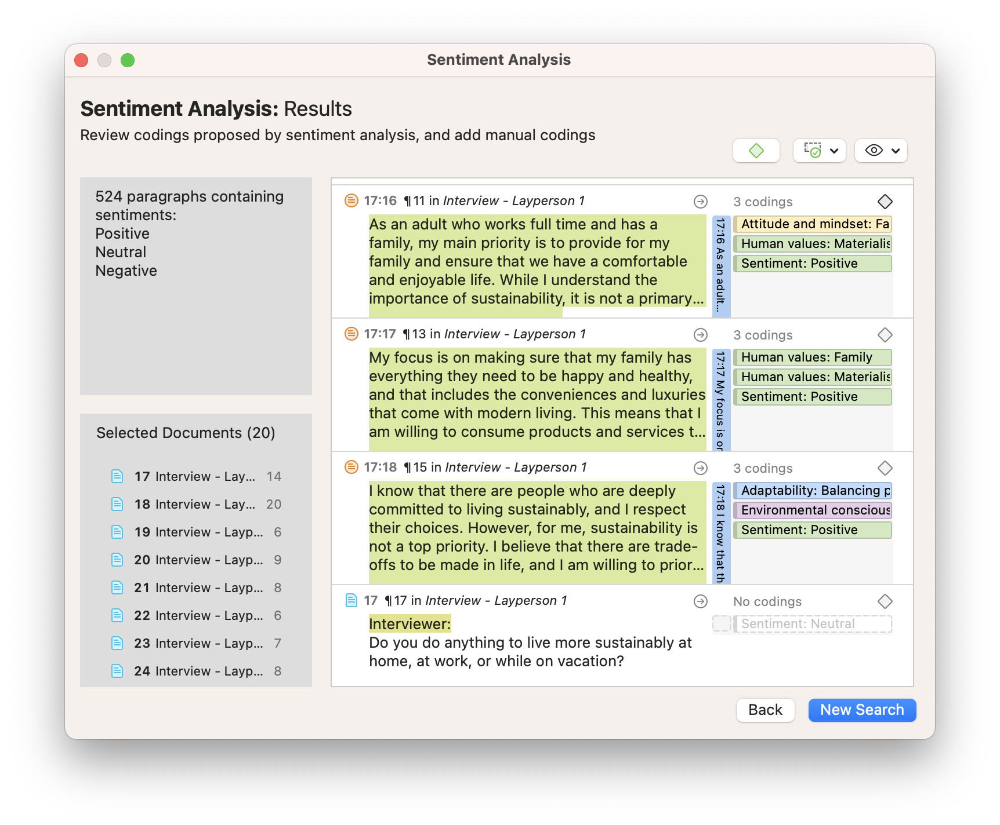 Sentiment Analysis
Sentiment Analysis: Results
Review codings proposed by sentiment analysis, and add manual codings
524 paragraphs containing
sentiments:
Positive
Neutral
Negative
Selected Documents (20)
17 Interview - Lay... 14
18 Interview - Lay... 20
19 Interview - Layp... 6
20 Interview - Layp... 9
21 Interview - Layp... 8
22 Interview - Layp... 6
23 Interview - Layp... 7
24 Interview - Layp... 8
17:16 ¶ 11 in Interview - Layperson 1
3 codings
As an adult who works full time and has a
family, my main priority is to provide for my
family and ensure that we have a comfortable
and enjoyable life. While I understand the
importance of sustainability, it is not a primary...
17:16 As an adult...
Attitude and mindset: Fa
Human values: Materialis
Sentiment: Positive
17:17 ¶ 13 in Interview - Layperson 1
3 codings
My focus is on making sure that my family has
everything they need to be happy and healthy,
and that includes the conveniences and luxuries
that come with modern living. This means that I
am willing to consume products and services t...
17:17 My focus is or
Human values: Family
Human values: Materialis
Sentiment: Positive
17:18 ¶ 15 in Interview - Layperson 1
3 codings
I know that there are people who are deeply
committed to living sustainably, and I respect
their choices. However, for me, sustainability is
not a top priority. I believe that there are trade-
offs to be made in life, and I am willing to prior...
17:18 I know that th
Adaptability: Balancing p
Environmental conscious
Sentiment: Positive
17 ¶ 17 in Interview - Layperson 1
No codings
Interviewer:
Do you do anything to live more sustainably at
home, at work, or while on vacation?
Sentiment: Neutral
Back
New Search